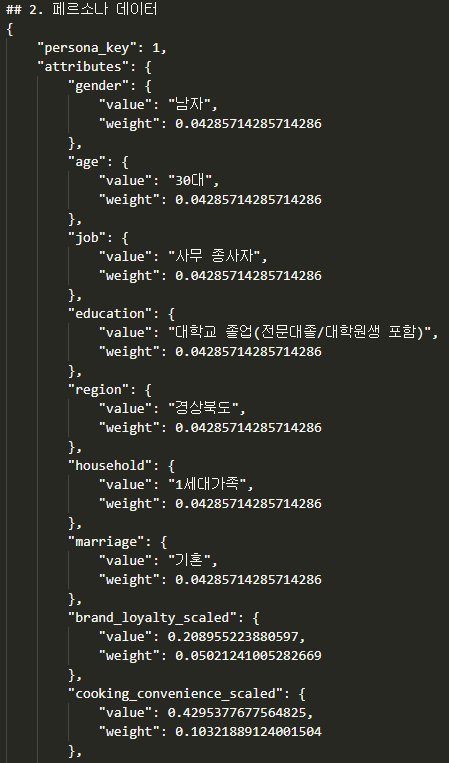 ## 2. 페르소나 데이터
{
    "persona_key": 1,
    "attributes": {
        "gender": {
            "value": "남자",
            "weight": 0.04285714285714286
        },
        "age": {
            "value": "30대",
            "weight": 0.04285714285714286
        },
        "job": {
            "value": "사무 종사자",
            "weight": 0.04285714285714286
        },
        "education": {
            "value": "대학교 졸업(전문대졸/대학원생 포함)",
            "weight": 0.04285714285714286
        },
        "region": {
            "value": "경상북도",
            "weight": 0.04285714285714286
        },
        "household": {
            "value": "1세대가족",
            "weight": 0.04285714285714286
        },
        "marriage": {
            "value": "기혼",
            "weight": 0.04285714285714286
        },
        "brand_loyalty_scaled": {
            "value": 0.208955223880597,
            "weight": 0.05021241005282669
        },
        "cooking_convenience_scaled": {
            "value": 0.4295377677564825,
            "weight": 0.10321889124001504
        },